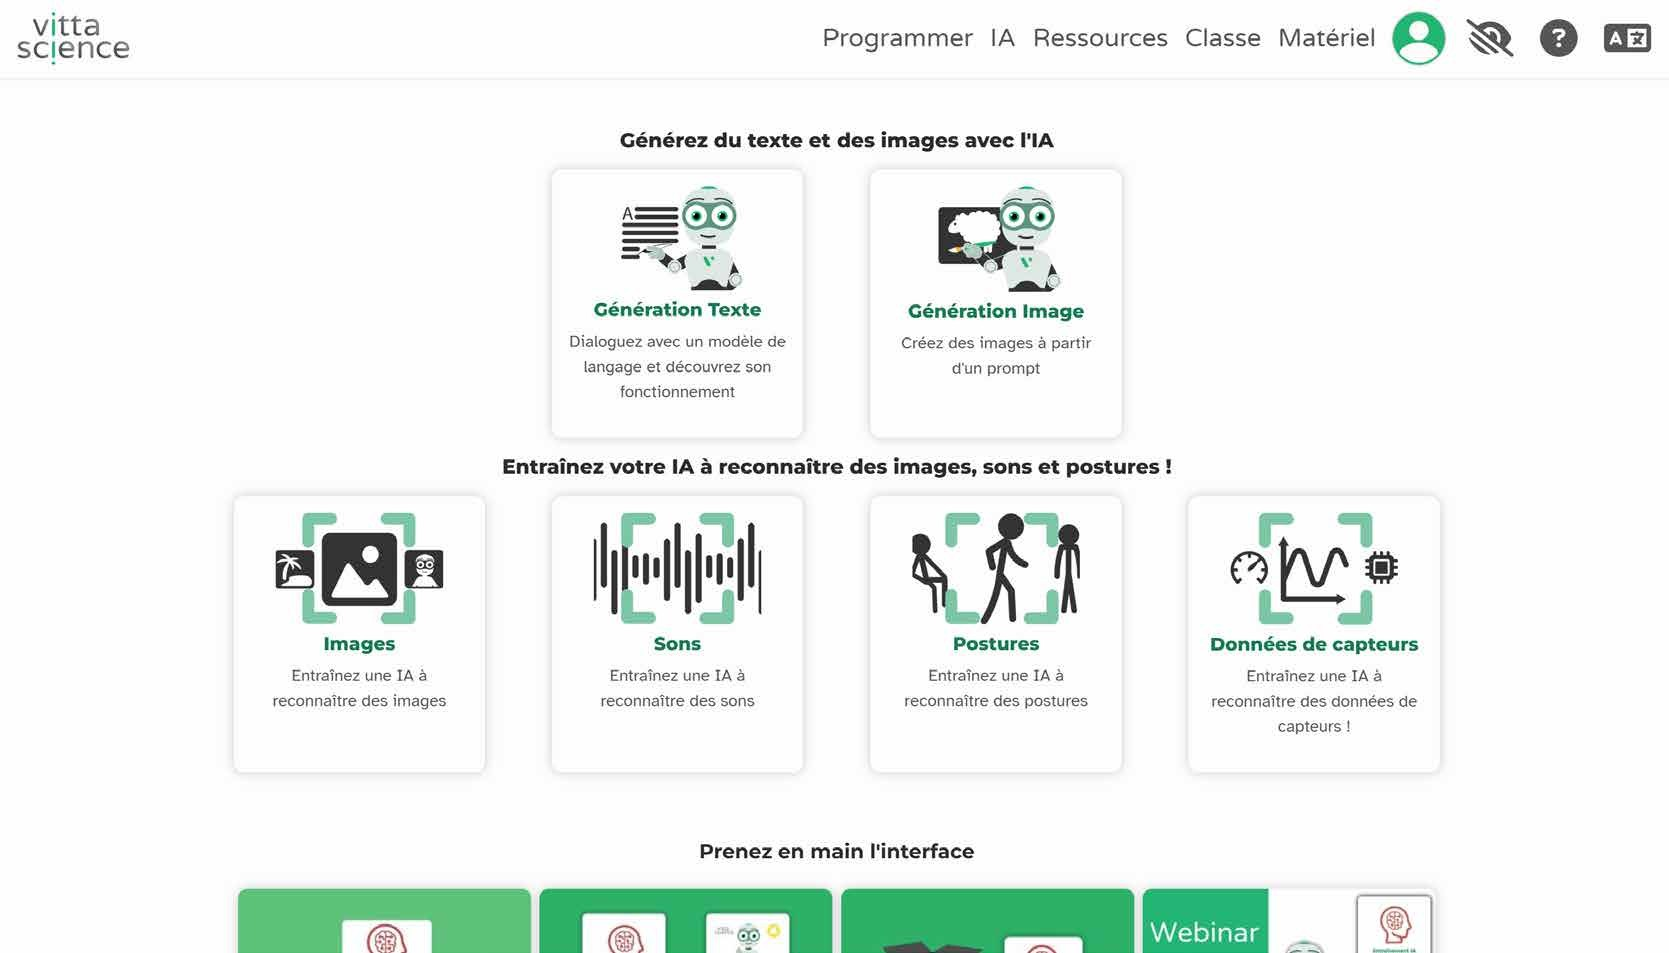 vitta
science
Programmer IA Ressources Classe Matériel
Générez du texte et des images avec l'IA
A
Génération Texte
Dialoguez avec un modèle de
langage et découvrez son
fonctionnement
Génération Image
Créez des images à partir
d'un prompt
Entraînez votre IA à reconnaître des images, sons et postures !
Images
Entraînez une IA à
reconnaître des images
Sons
Entraînez une IA à
reconnaître des sons
Postures
Entraînez une IA à
reconnaître des postures
Données de capteurs
Entraînez une IA à
reconnaître des données de
capteurs !
Prenez en main l'interface
Webinar